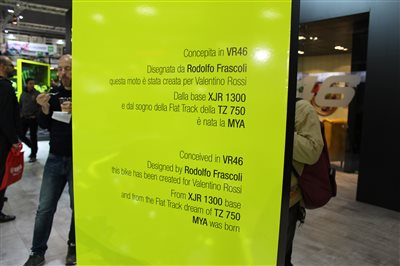 Concepita in VR46
Disegnata da Rodolfo Frascoli
questa moto è stata creata per Valentino Rossi
Dalla base XJR 1300
e dal sogno della Flat Track della TZ 750
è nata la MYA
Conceived in VR46
Designed by Rodolfo Frascoli
this bike has been created for Valentino Rossi
From XJR 1300 base
and from the Flat Track dream of TZ 750
MYA was born